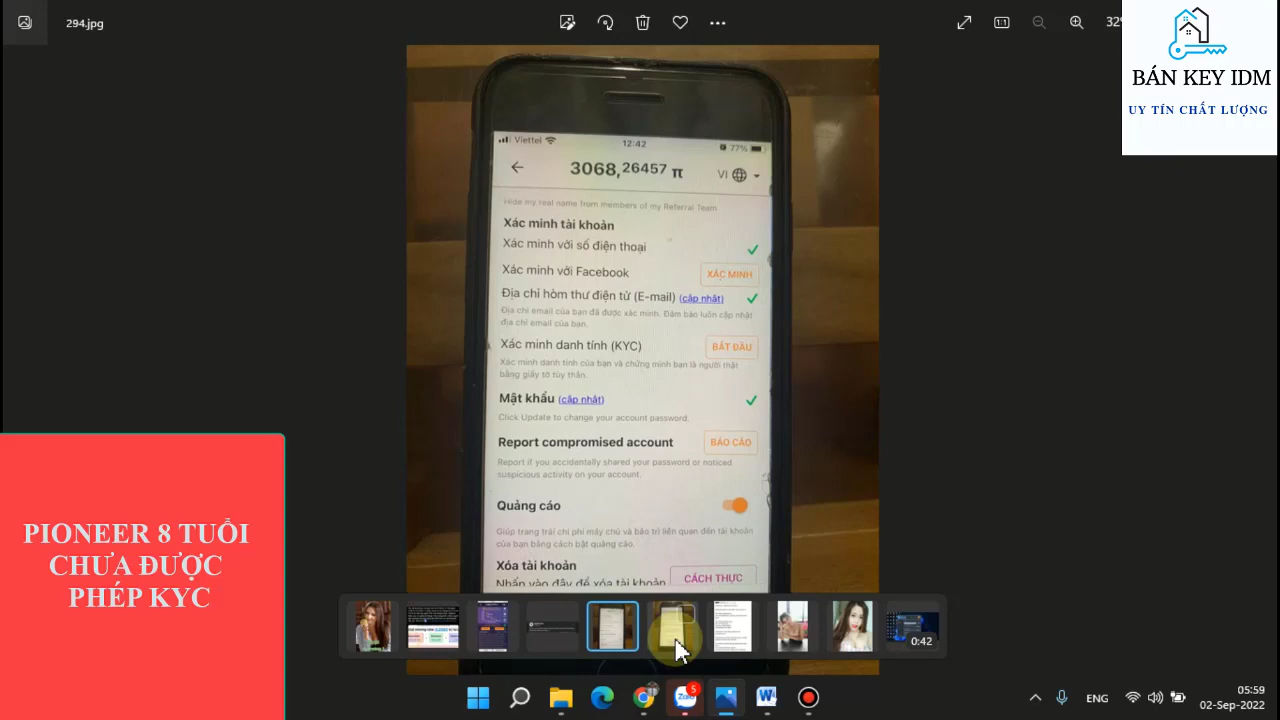 294.jpg
32%
BÁN KEY IDM
UY TÍN CHẤT LƯỢNG
Viettel
12:42
77%
3068,26457 π
VI
Hide my real name from members of my Referral Team
Xác minh tài khoản
Xác minh với số điện thoại
Xác minh với Facebook
XÁC MINH
Địa chỉ hòm thư điện tử (E-mail) (cập nhật)
Địa chỉ email của bạn đã được xác minh. Đảm bảo luôn cập nhật
địa chỉ email của bạn.
Xác minh danh tính (KYC)
BẮT ĐẦU
Xác minh danh tính của bạn và chứng minh bạn là người thật
bằng giấy tờ tùy thân.
Mật khẩu (cập nhật)
Click Update to change your account password.
Report compromised account
BÁO CÁO
Report if you accidentally shared your password or noticed
suspicious activity on your account.
Quảng cáo
Giúp trang trải chi phí máy chủ và bảo trì liên quan đến tài khoản
của bạn bằng cách bật quảng cáo.
Xóa tài khoản
CÁCH THỨC
Nhấn vào đây để xóa tài khoản
PIONEER 8 TUỔI
CHƯA ĐƯỢC
PHÉP KYC
0:42
Zalo
5
ENG
05:59
02-Sep-2022